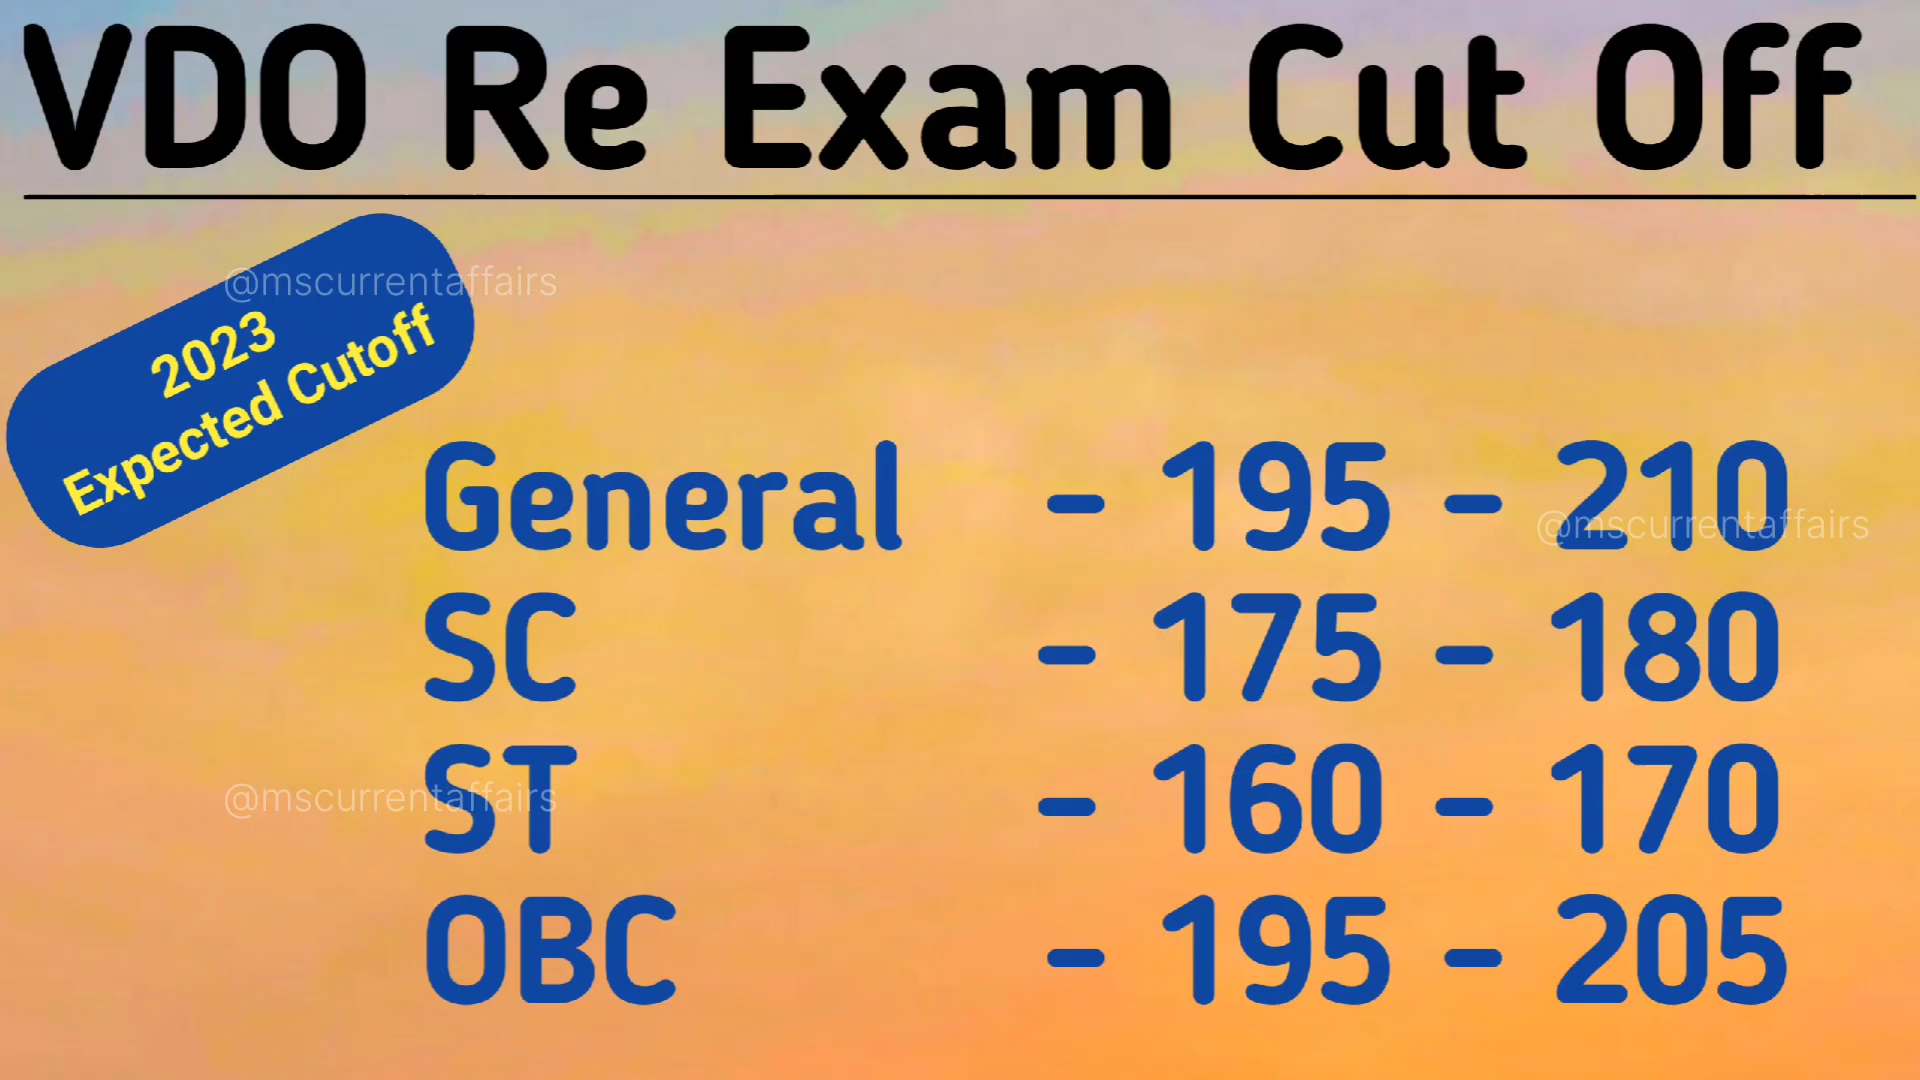 VDO Re Exam Cut Off
@mscurrentaffairs
2023
Expected Cutoff
General - 195 - 210
@mscurrentaffairs
SC - 175 - 180
ST - 160 - 170
@mscurrentaffairs
OBC - 195 - 205